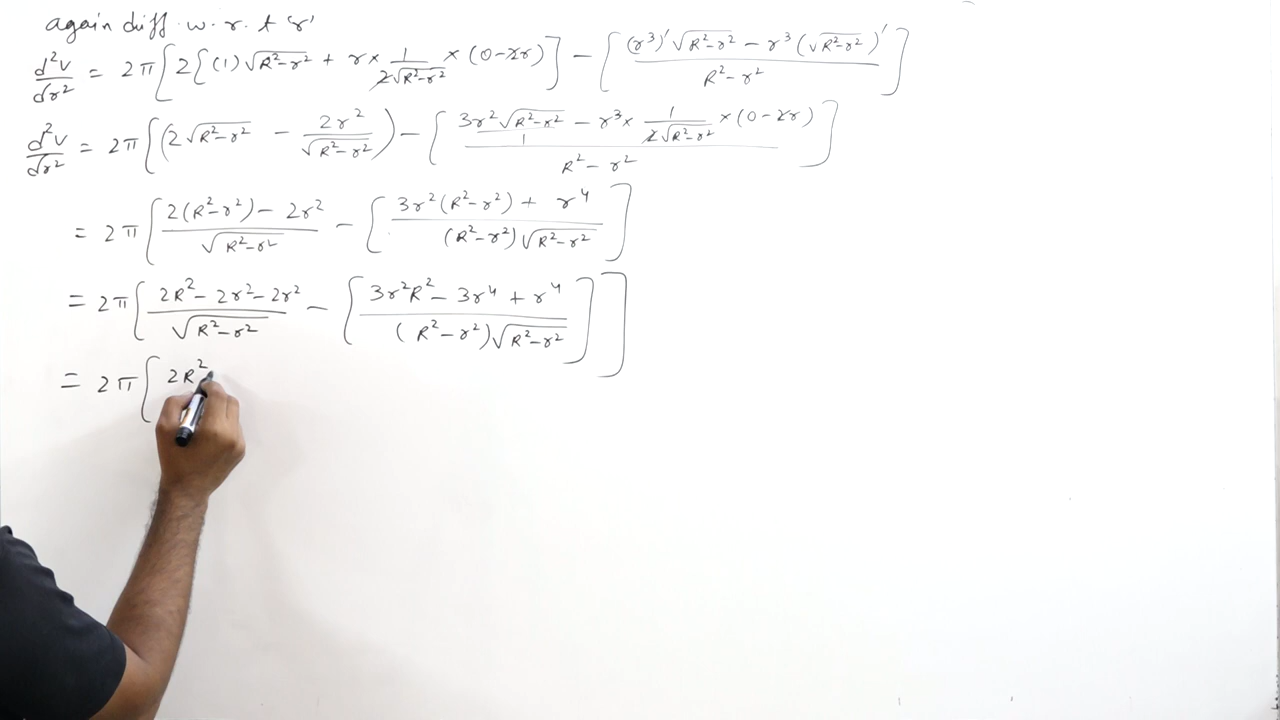 again diff. w. r. t 'r'
d²v/dr² = 2π[2{(1)√R²-r² + r × 1/2√R²-r² × (0-2r)] - [(r³)'√R²-r² - r³(√R²-r²)' / R²-r²]
d²v/dr² = 2π[(2√R²-r² - 2r²/√R²-r²) - [3r²√R²-r²/1 - r³ × 1/2√R²-r² × (0-2r) / R²-r²]
= 2π[2(R²-r²) - 2r² / √R²-r² - [3r²(R²-r²) + r⁴ / (R²-r²)√R²-r²]
= 2π[2R² - 2r² - 2r² / √R²-r² - [3r²R² - 3r⁴ + r⁴ / (R²-r²)√R²-r²]]
= 2π[2R²